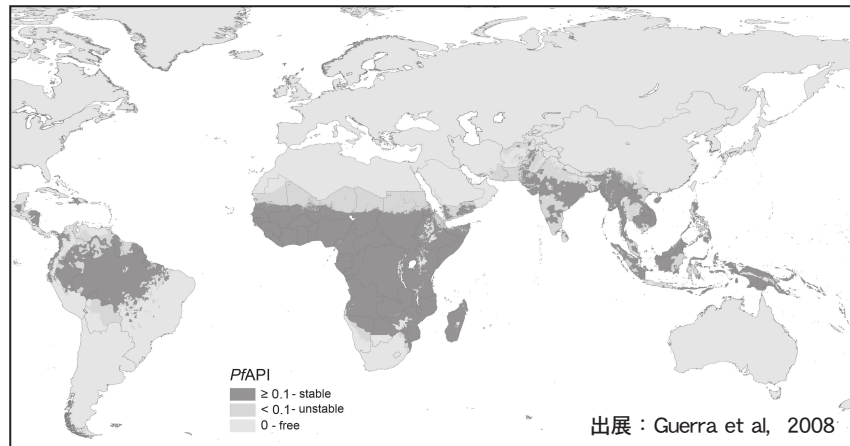 PfAPI
≥ 0.1 - stable
< 0.1 - unstable
0 - free
出展：Guerra et al, 2008